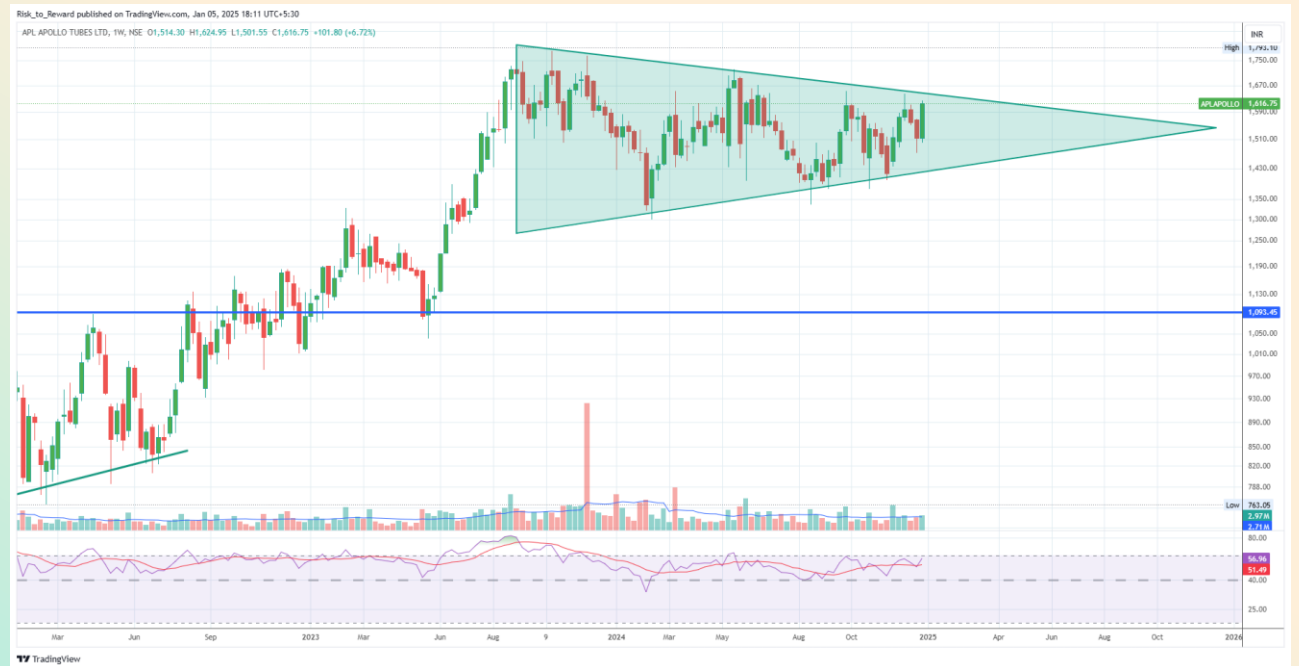 Risk_to_Reward published on TradingView.com, Jan 05, 2025 18:11 UTC+5:30
APL APOLLO TUBES LTD, 1W, NSE O1,514.30 H1,624.95 L1,501.55 C1,616.75 +101.80 (+6.72%)
INR
High 1,793.10
1,750.00
1,670.00
APLAPOLLO 1,616.75
1,590.00
1,510.00
1,430.00
1,350.00
1,300.00
1,250.00
1,190.00
1,130.00
1,093.45
1,050.00
1,010.00
970.00
930.00
890.00
850.00
820.00
788.00
Low 763.05
2.97M
2.71M
80.00
56.96
51.49
40.00
25.00
Mar Jun Sep 2023 Mar Jun Aug 9 2024 Mar May Aug Oct 2025 Apr Jun Aug Oct 2026
TradingView